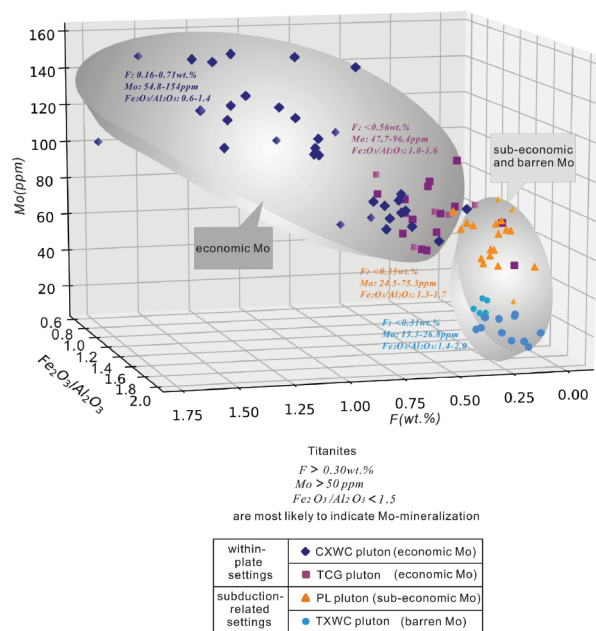 160
140
120
100
80
60
40
20
Mo(ppm)
F: 0.16-0.71wt.%
Mo: 54.8-154ppm
Fe2O3/Al2O3: 0.6-1.4
F: <0.56wt.%
Mo: 47.7-96.4ppm
Fe2O3/Al2O3: 1.0-1.6
sub-economic
and barren Mo
economic Mo
F: <0.35wt.%
Mo: 24.5-75.3ppm
Fe2O3/Al2O3: 1.3-1.7
F: <0.31wt.%
Mo: 13.3-26.8ppm
Fe2O3/Al2O3: 1.4-2.0
0.6
0.8
1.0
1.2
1.4
1.6
1.8
2.0
Fe2O3/Al2O3
1.75 1.50 1.25 1.00 0.75 0.50 0.25 0.00
F(wt.%)
Titanites
F > 0.30wt.%
Mo > 50 ppm
Fe2O3/Al2O3 < 1.5
are most likely to indicate Mo-mineralization
within-
plate
settings
CXWC pluton (economic Mo)
TCG pluton (economic Mo)
subduction-
related
settings
PL pluton (sub-economic Mo)
TXWC pluton (barren Mo)